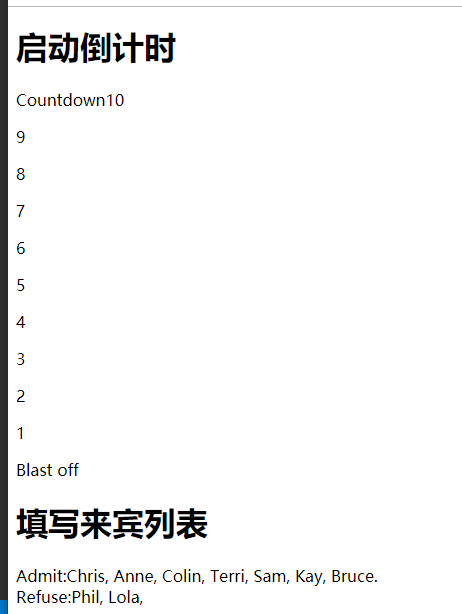 启动倒计时
Countdown10
9
8
7
6
5
4
3
2
1
Blast off
填写来宾列表
Admit:Chris, Anne, Colin, Terri, Sam, Kay, Bruce.
Refuse:Phil, Lola,